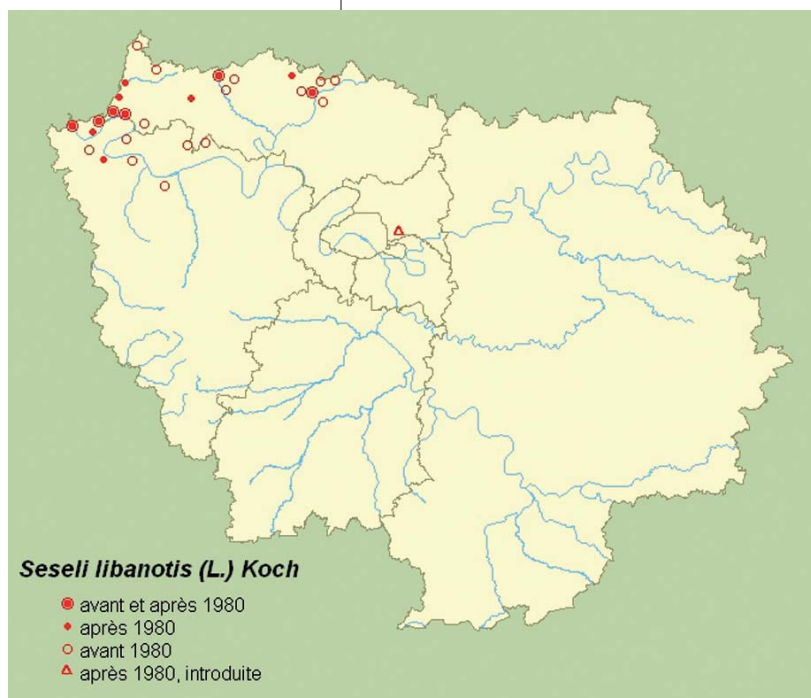 Seseli libanotis (L.) Koch
avant et après 1980
après 1980
avant 1980
après 1980, introduite